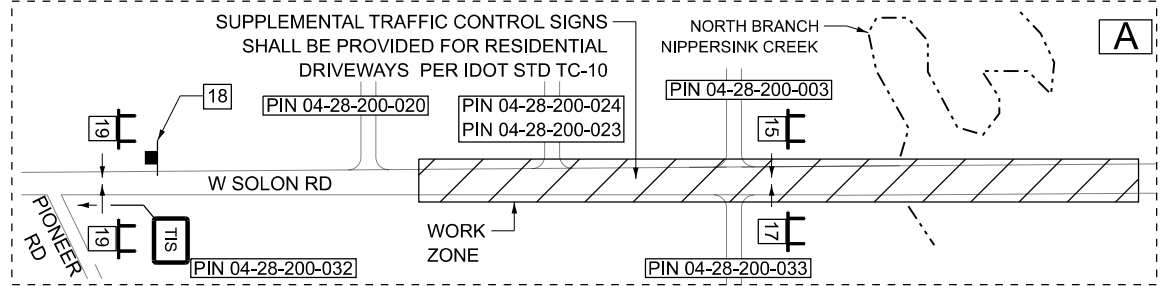 SUPPLEMENTAL TRAFFIC CONTROL SIGNS
SHALL BE PROVIDED FOR RESIDENTIAL
DRIVEWAYS PER IDOT STD TC-10
NORTH BRANCH
NIPPERSINK CREEK
A
18
PIN 04-28-200-020
PIN 04-28-200-024
PIN 04-28-200-023
PIN 04-28-200-003
19
15
W SOLON RD
PIONEER
RD
19
TIS
WORK
ZONE
17
PIN 04-28-200-032
PIN 04-28-200-033